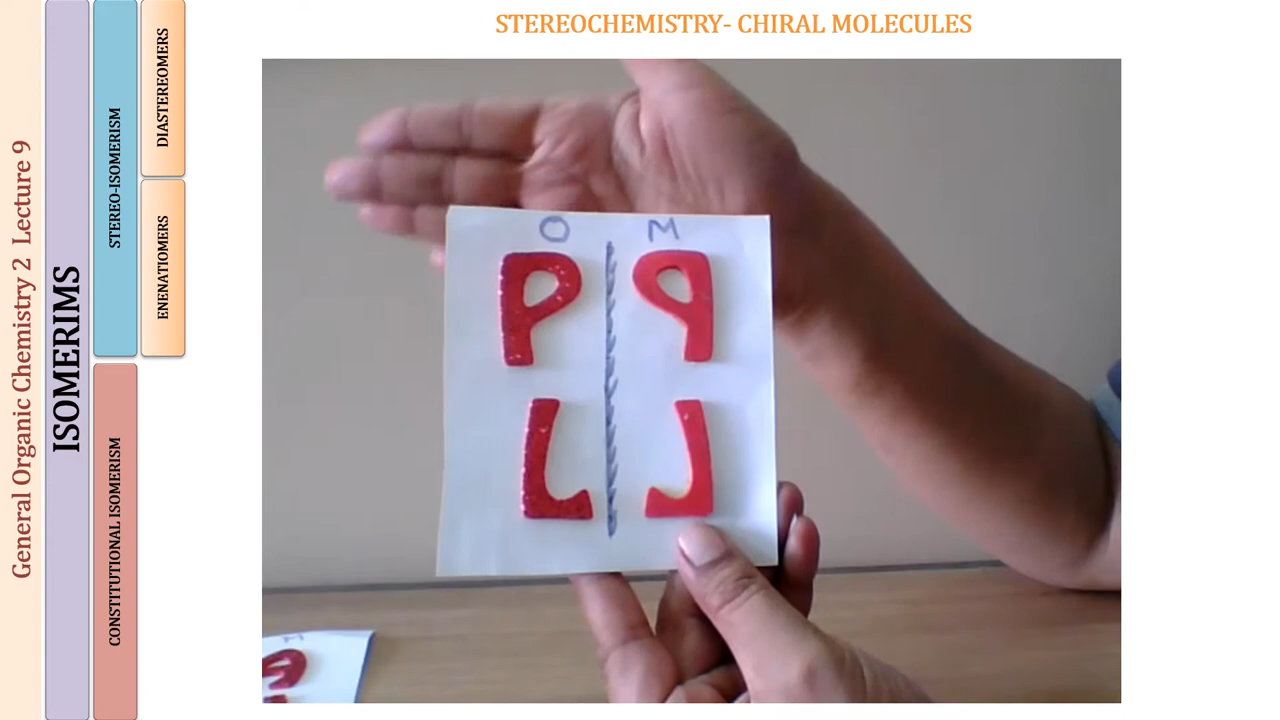 STEREOCHEMISTRY- CHIRAL MOLECULES
General Organic Chemistry 2 Lecture 9
ISOMERIMS
STEREO-ISOMERISM
DIASTEREOMERS
ENENATIOMERS
CONSTITUTIONAL ISOMERISM
O M
P
L